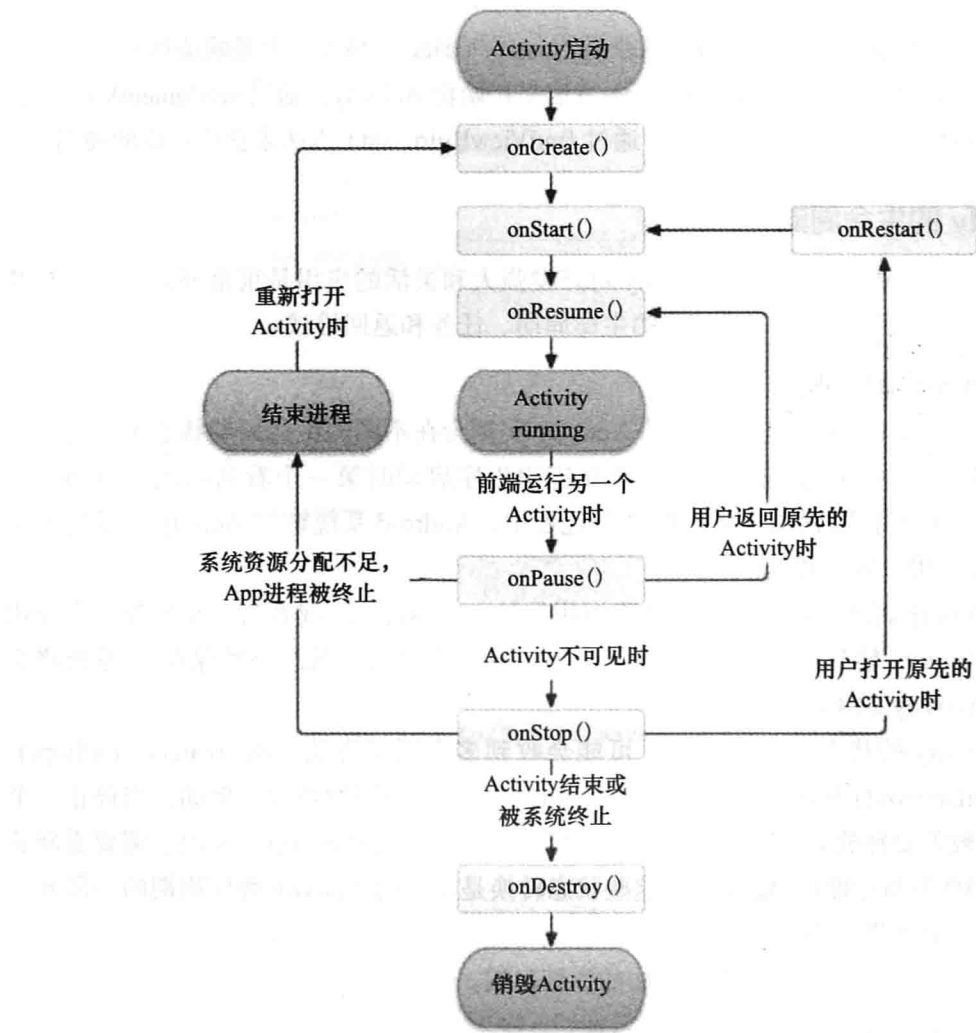 Activity启动
onCreate()
onStart()
onRestart()
重新打开
Activity时
onResume()
结束进程
Activity
running
前端运行另一个
Activity时
用户返回原先的
Activity时
系统资源分配不足,
App进程被终止
onPause()
Activity不可见时
用户打开原先的
Activity时
onStop()
Activity结束或
被系统终止
onDestroy()
销毁Activity